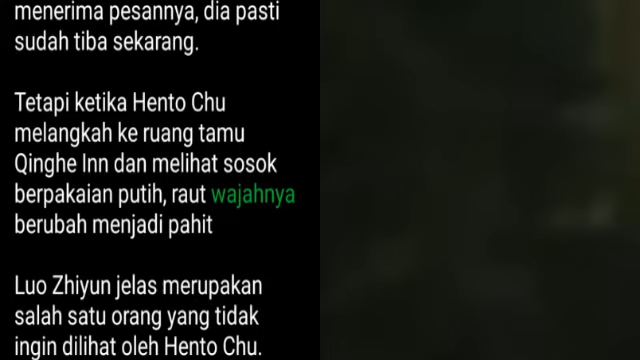 menerima pesannya, dia pasti
sudah tiba sekarang.
Tetapi ketika Hento Chu
melangkah ke ruang tamu
Qinghe Inn dan melihat sosok
berpakaian putih, raut wajahnya
berubah menjadi pahit
Luo Zhiyun jelas merupakan
salah satu orang yang tidak
ingin dilihat oleh Hento Chu.